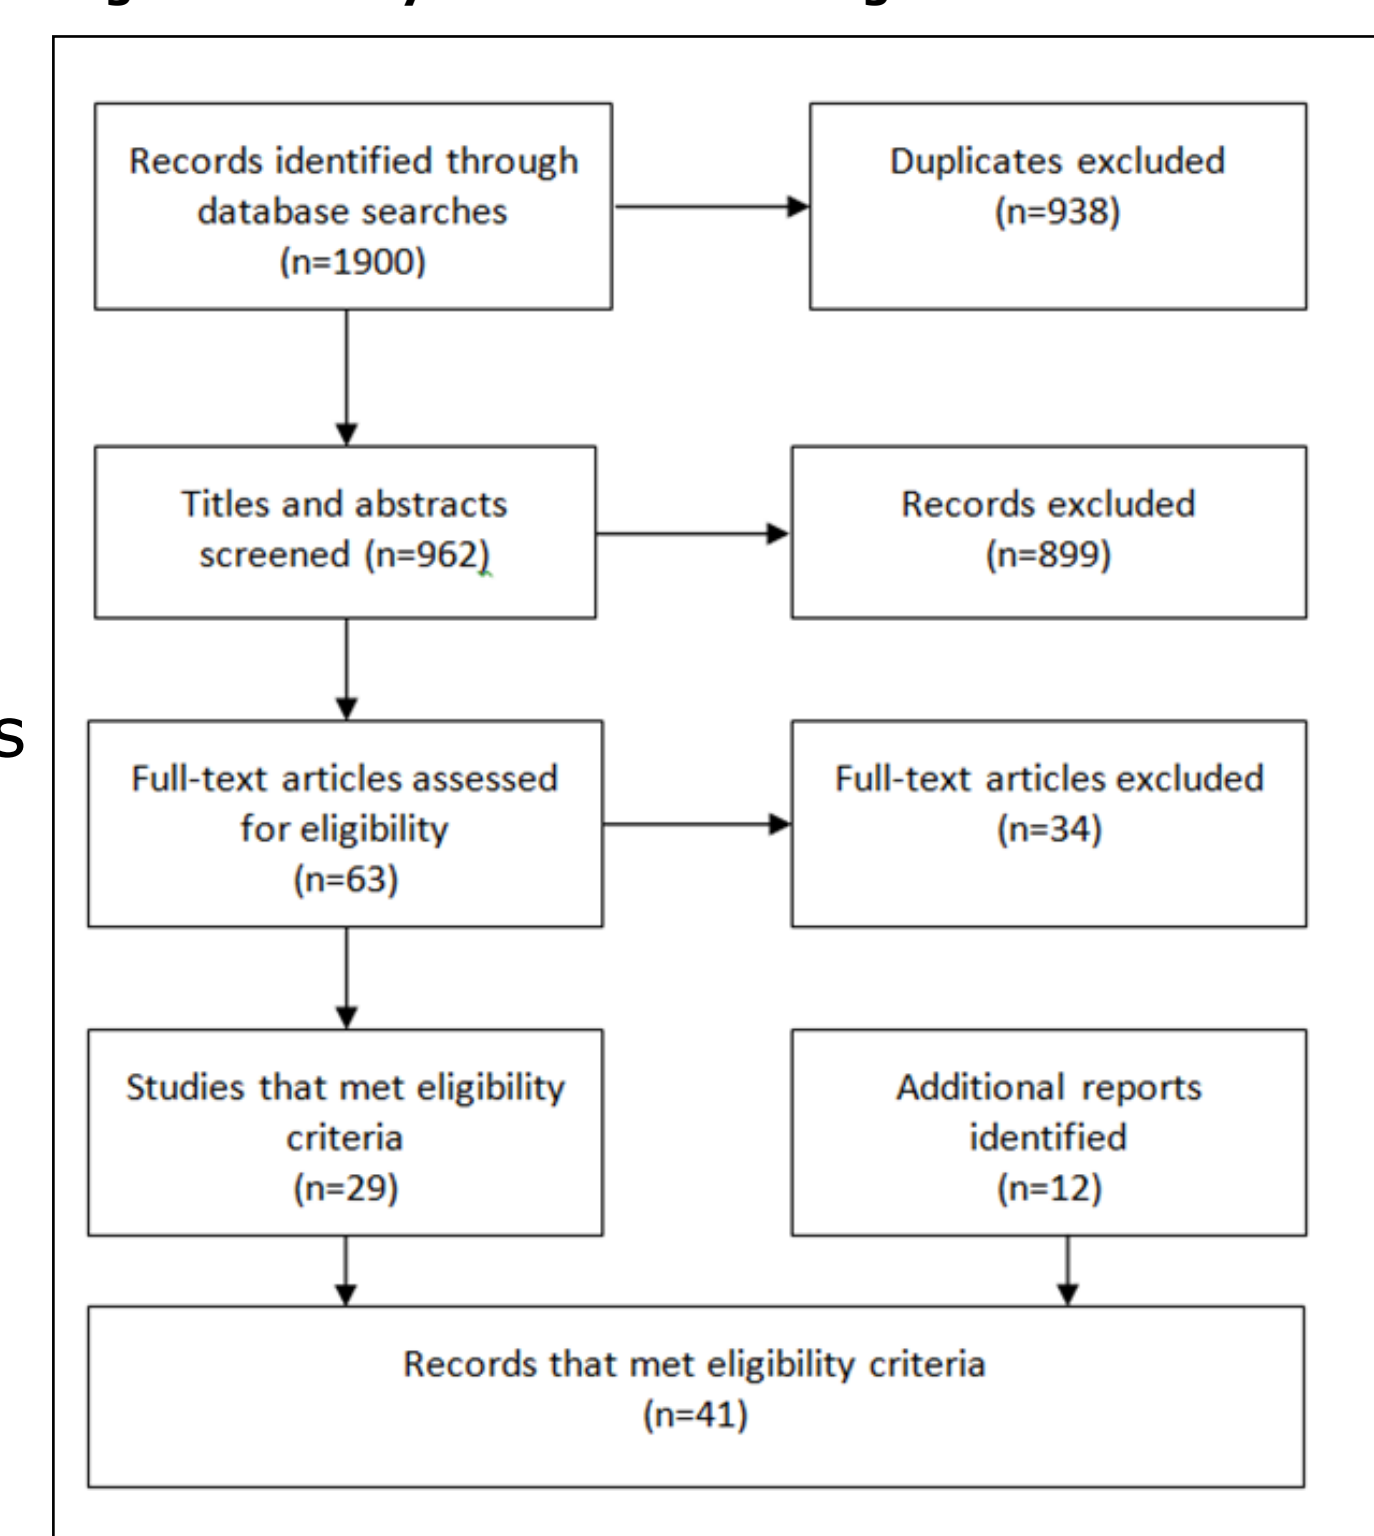 Records identified through
database searches
(n=1900)
Duplicates excluded
(n=938)
Titles and abstracts
screened (n=962)
Records excluded
(n=899)
s
Full-text articles assessed
for eligibility
(n=63)
Full-text articles excluded
(n=34)
Studies that met eligibility
criteria
(n=29)
Additional reports
identified
(n=12)
Records that met eligibility criteria
(n=41)